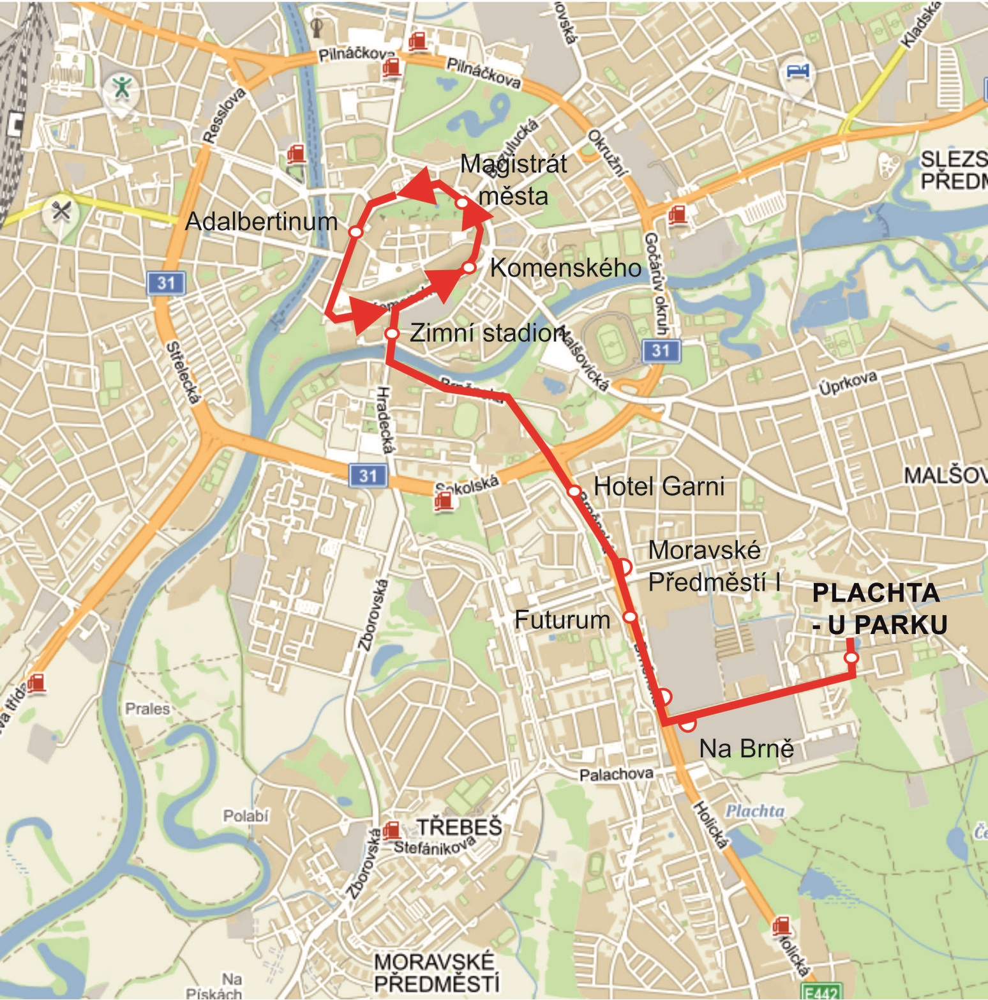 Kladská
Pilnáčkova
Pilnáčkova
Resslova
Okružní
SLEZS
PŘEDM
Magistrát
města
Adalbertinum
Gočárův okruh
Komenského
31
Zimní stadion
31
Malšovická
Střelecká
Úprkova
Hradecká
31
Sokolská
MALŠOV
Hotel Garni
Moravské
Předměstí I
PLACHTA
- U PARKU
Futurum
Zborovská
Prales
Na Brně
Palachova
Plachta
Polabí
Holická
TŘEBEŠ
Štefánikova
Zborovská
Holická
MORAVSKÉ
PŘEDMĚSTÍ
Na
Pískách
E442